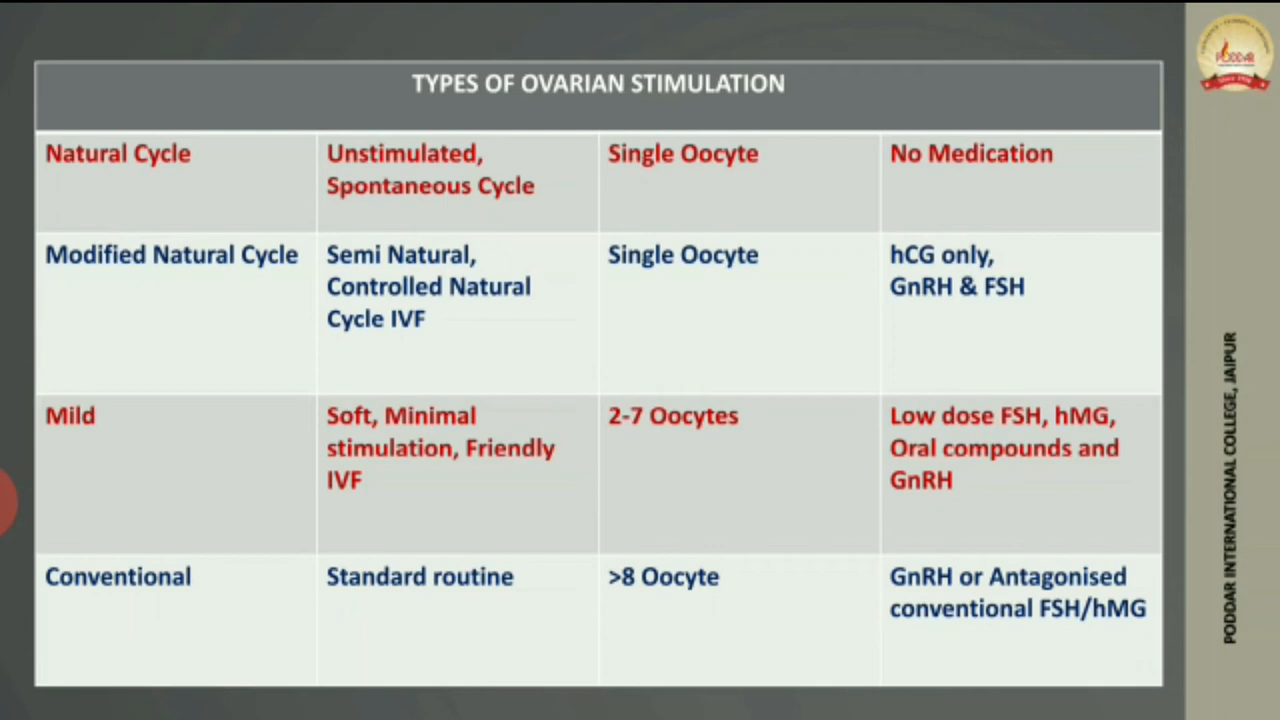 TYPES OF OVARIAN STIMULATION
Natural Cycle
Unstimulated,
Spontaneous Cycle
Single Oocyte
No Medication
Modified Natural Cycle
Semi Natural,
Controlled Natural
Cycle IVF
Single Oocyte
hCG only,
GnRH & FSH
Mild
Soft, Minimal
stimulation, Friendly
IVF
2-7 Oocytes
Low dose FSH, hMG,
Oral compounds and
GnRH
Conventional
Standard routine
>8 Oocyte
GnRH or Antagonised
conventional FSH/hMG
PODDAR
PODDAR INTERNATIONAL COLLEGE, JAIPUR